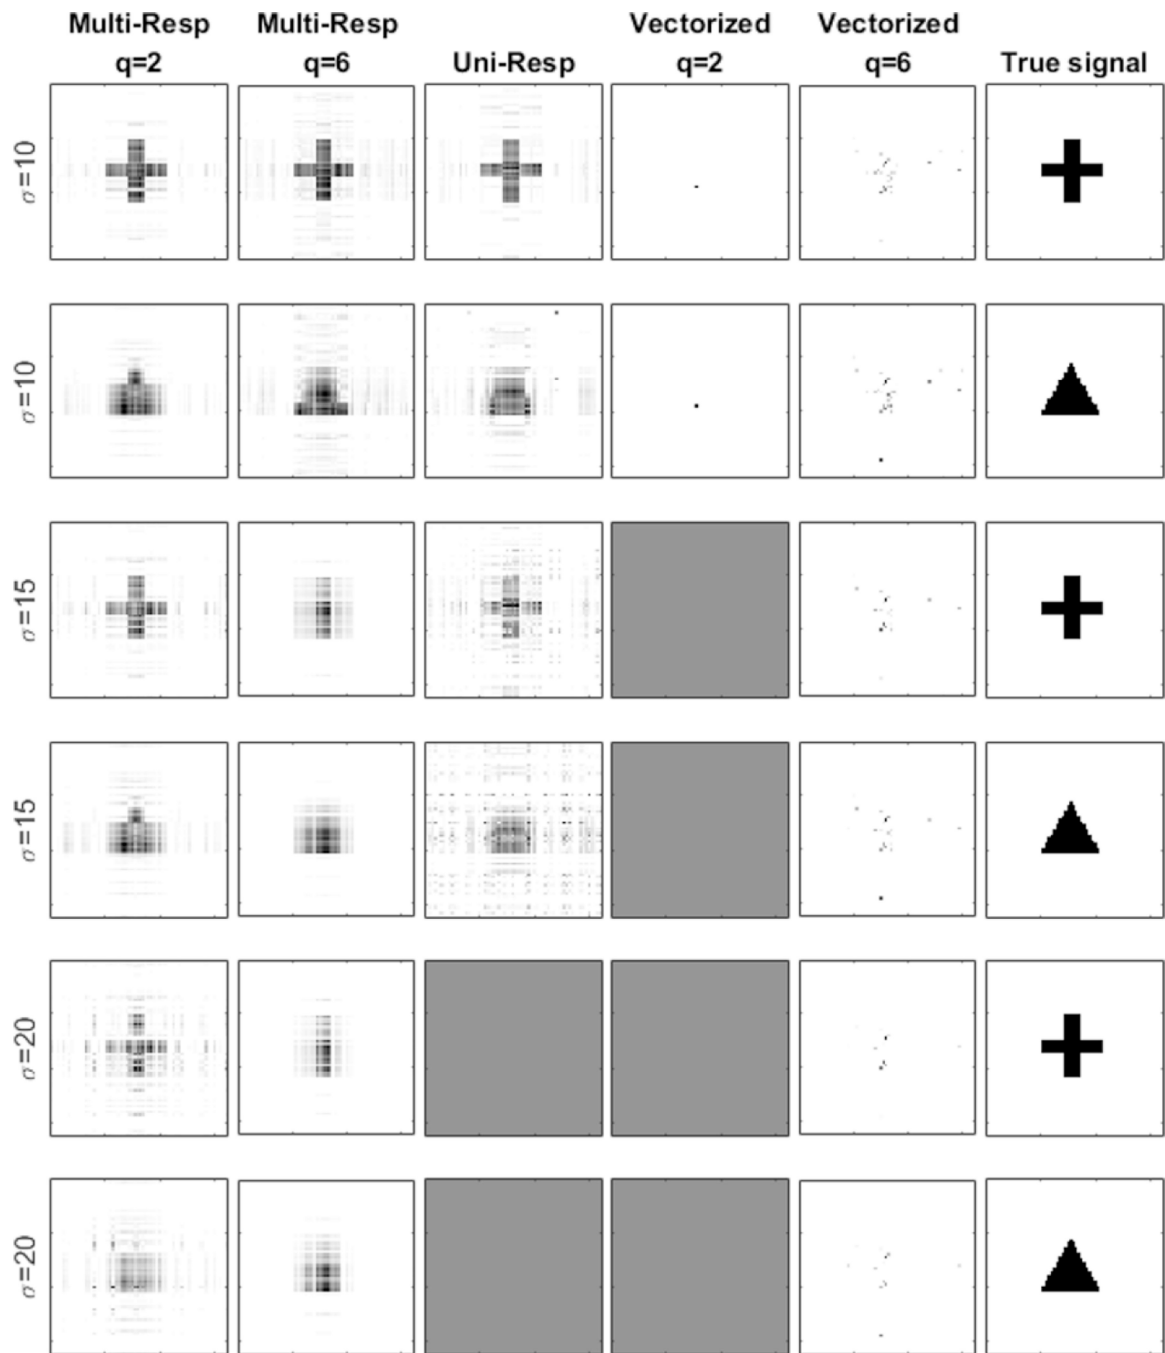 Multi-Resp Multi-Resp Vectorized Vectorized
q=2 q=6 Uni-Resp q=2 q=6 True signal
σ=10
σ=10
σ=15
σ=15
σ=20
σ=20